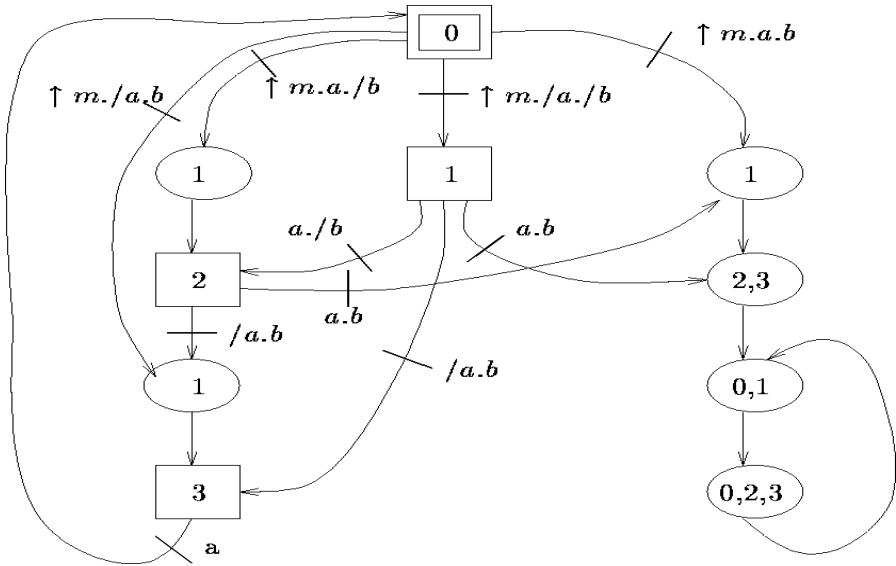 0
↑ m.a.b
↑ m./a.b
↑ m.a./b
↑ m./a./b
1
1
1
a./b
a.b
2
2,3
a.b
/a.b
/a.b
1
0,1
3
0,2,3
a